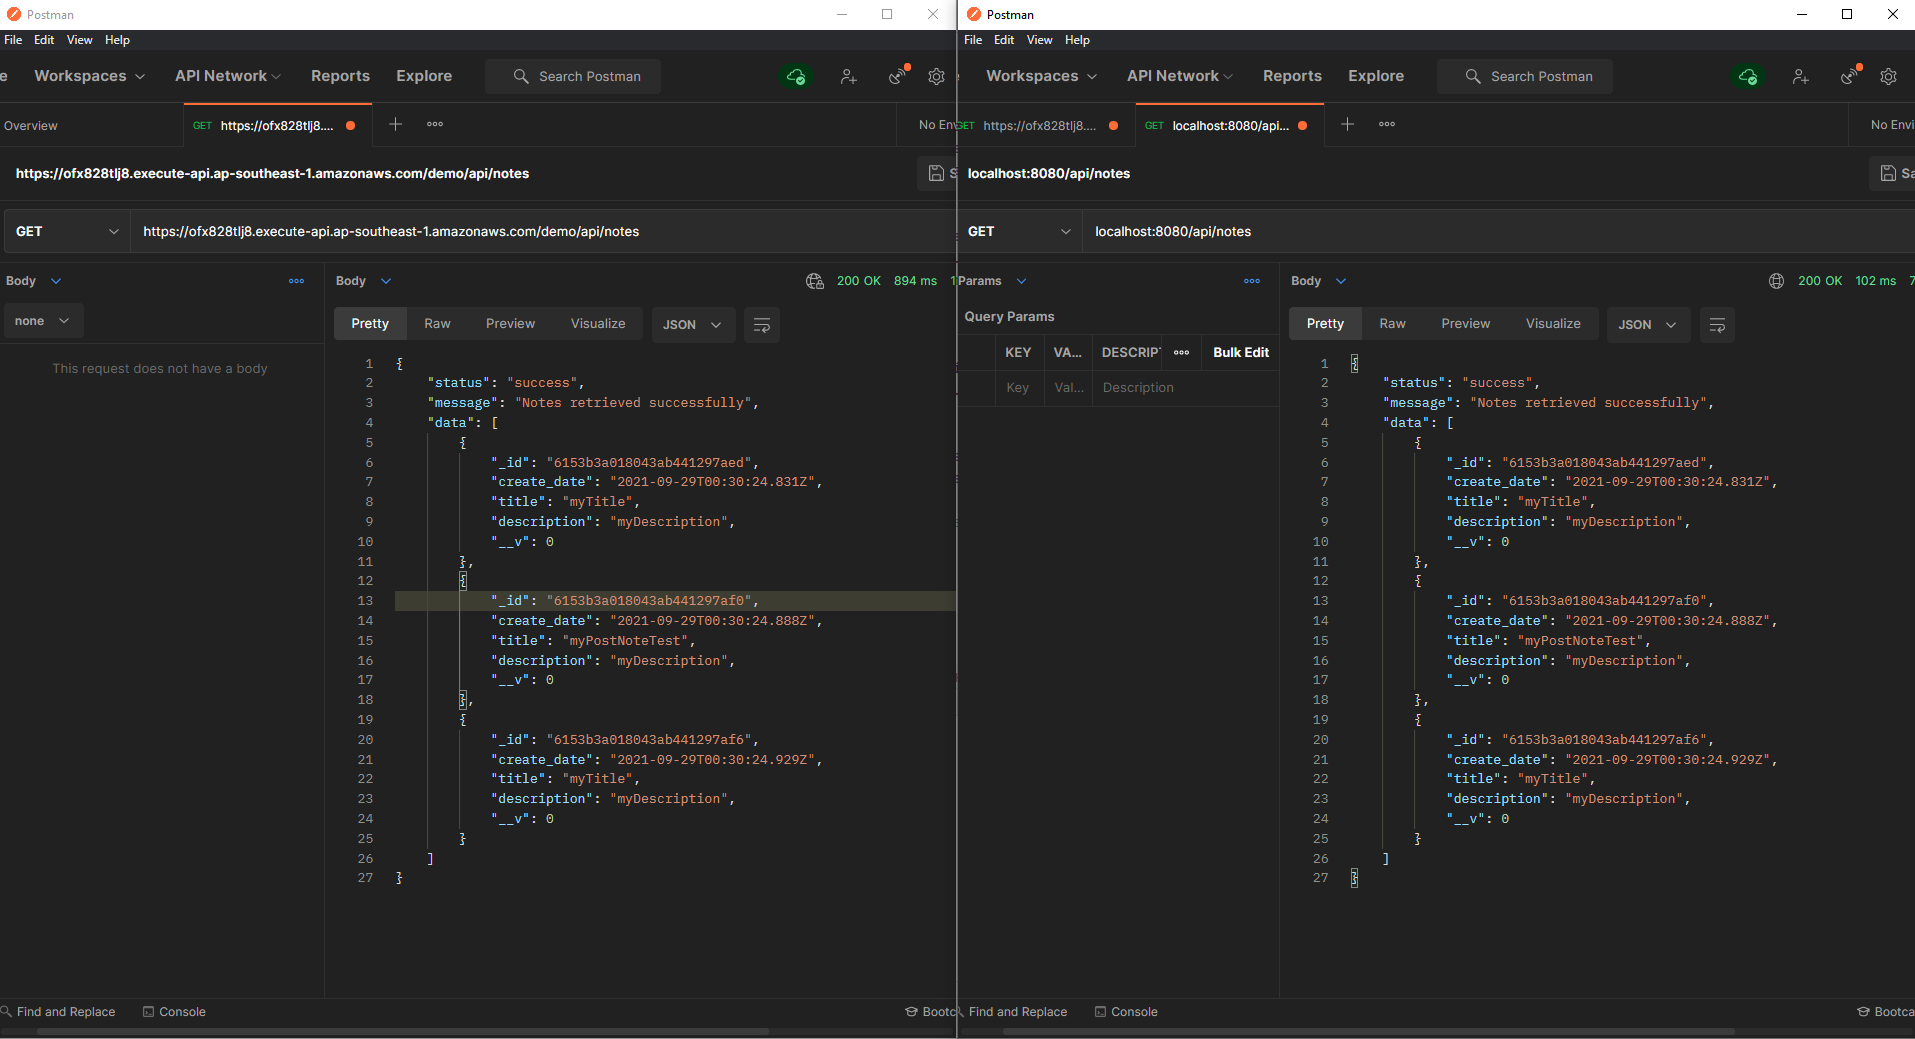 Postman
File Edit View Help
Workspaces API Network Reports Explore Search Postman
Overview GET https://ofx828tlj8.... No Env
https://ofx828tlj8.execute-api.ap-southeast-1.amazonaws.com/demo/api/notes
GET https://ofx828tlj8.execute-api.ap-southeast-1.amazonaws.com/demo/api/notes
Body
none
This request does not have a body
Body 200 OK 894 ms
Pretty Raw Preview Visualize JSON
1 {
2 "status": "success",
3 "message": "Notes retrieved successfully",
4 "data": [
5 {
6 "_id": "6153b3a018043ab441297aed",
7 "create_date": "2021-09-29T00:30:24.831Z",
8 "title": "myTitle",
9 "description": "myDescription",
10 "__v": 0
11 },
12 {
13 "_id": "6153b3a018043ab441297af0",
14 "create_date": "2021-09-29T00:30:24.888Z",
15 "title": "myPostNoteTest",
16 "description": "myDescription",
17 "__v": 0
18 },
19 {
20 "_id": "6153b3a018043ab441297af6",
21 "create_date": "2021-09-29T00:30:24.929Z",
22 "title": "myTitle",
23 "description": "myDescription",
24 "__v": 0
25 }
26 ]
27 }
Find and Replace Console Bootc
Postman
File Edit View Help
Workspaces API Network Reports Explore Search Postman
GET https://ofx828tlj8.... GET localhost:8080/api... No Envi
localhost:8080/api/notes Sa
GET localhost:8080/api/notes
Params
Query Params
KEY VA... DESCRIP Bulk Edit
Key Val... Description
Body 200 OK 102 ms 7
Pretty Raw Preview Visualize JSON
1 {
2 "status": "success",
3 "message": "Notes retrieved successfully",
4 "data": [
5 {
6 "_id": "6153b3a018043ab441297aed",
7 "create_date": "2021-09-29T00:30:24.831Z",
8 "title": "myTitle",
9 "description": "myDescription",
10 "__v": 0
11 },
12 {
13 "_id": "6153b3a018043ab441297af0",
14 "create_date": "2021-09-29T00:30:24.888Z",
15 "title": "myPostNoteTest",
16 "description": "myDescription",
17 "__v": 0
18 },
19 {
20 "_id": "6153b3a018043ab441297af6",
21 "create_date": "2021-09-29T00:30:24.929Z",
22 "title": "myTitle",
23 "description": "myDescription",
24 "__v": 0
25 }
26 ]
27 }
Find and Replace Console Bootca